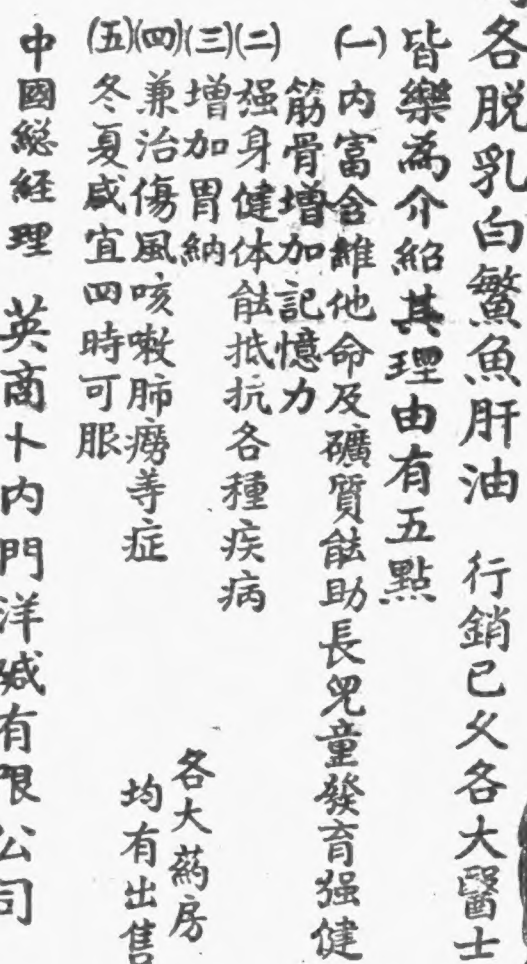 各脱乳白鰵魚肝油 行銷已久各大醫士
皆樂為介紹其理由有五點
(一)内富含維他命及礦質能助長兒童發育强健
筋骨增加記憶力
(二)强身健体能抵抗各種疾病
(三)增加胃納
(四)兼治傷風咳嗽肺癆等症
(五)冬夏咸宜四時可服
各大葯房
均有出售
中國総経理 英商卜内門洋碱有限公司